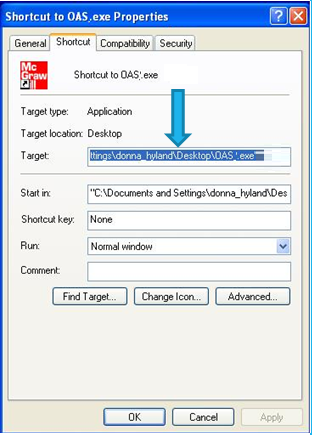 Shortcut to OAS,.exe Properties
General Shortcut Compatibility Security
Mc
Graw
Hill
Shortcut to OAS'.exe
Target type: Application
Target location: Desktop
Target: ttings\donna_hyland\Desktop\OAS,'.exe"
Start in: "C:\Documents and Settings\donna_hyland\Des
Shortcut key: None
Run: Normal window
Comment:
Find Target... Change Icon... Advanced...
OK Cancel Apply